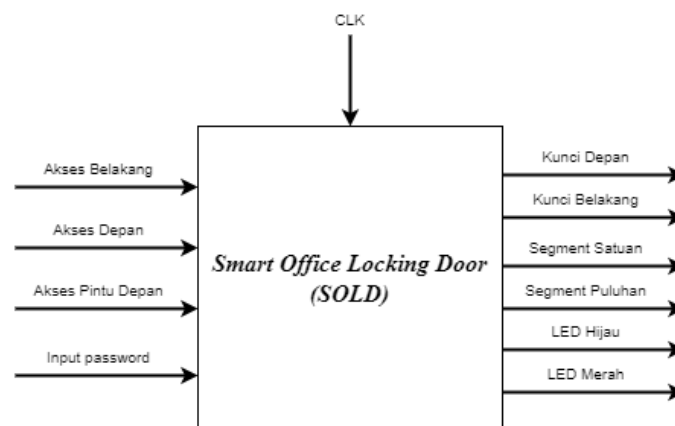 CLK
Akses Belakang
Akses Depan
Akses Pintu Depan
Input password
Smart Office Locking Door
(SOLD)
Kunci Depan
Kunci Belakang
Segment Satuan
Segment Puluhan
LED Hijau
LED Merah